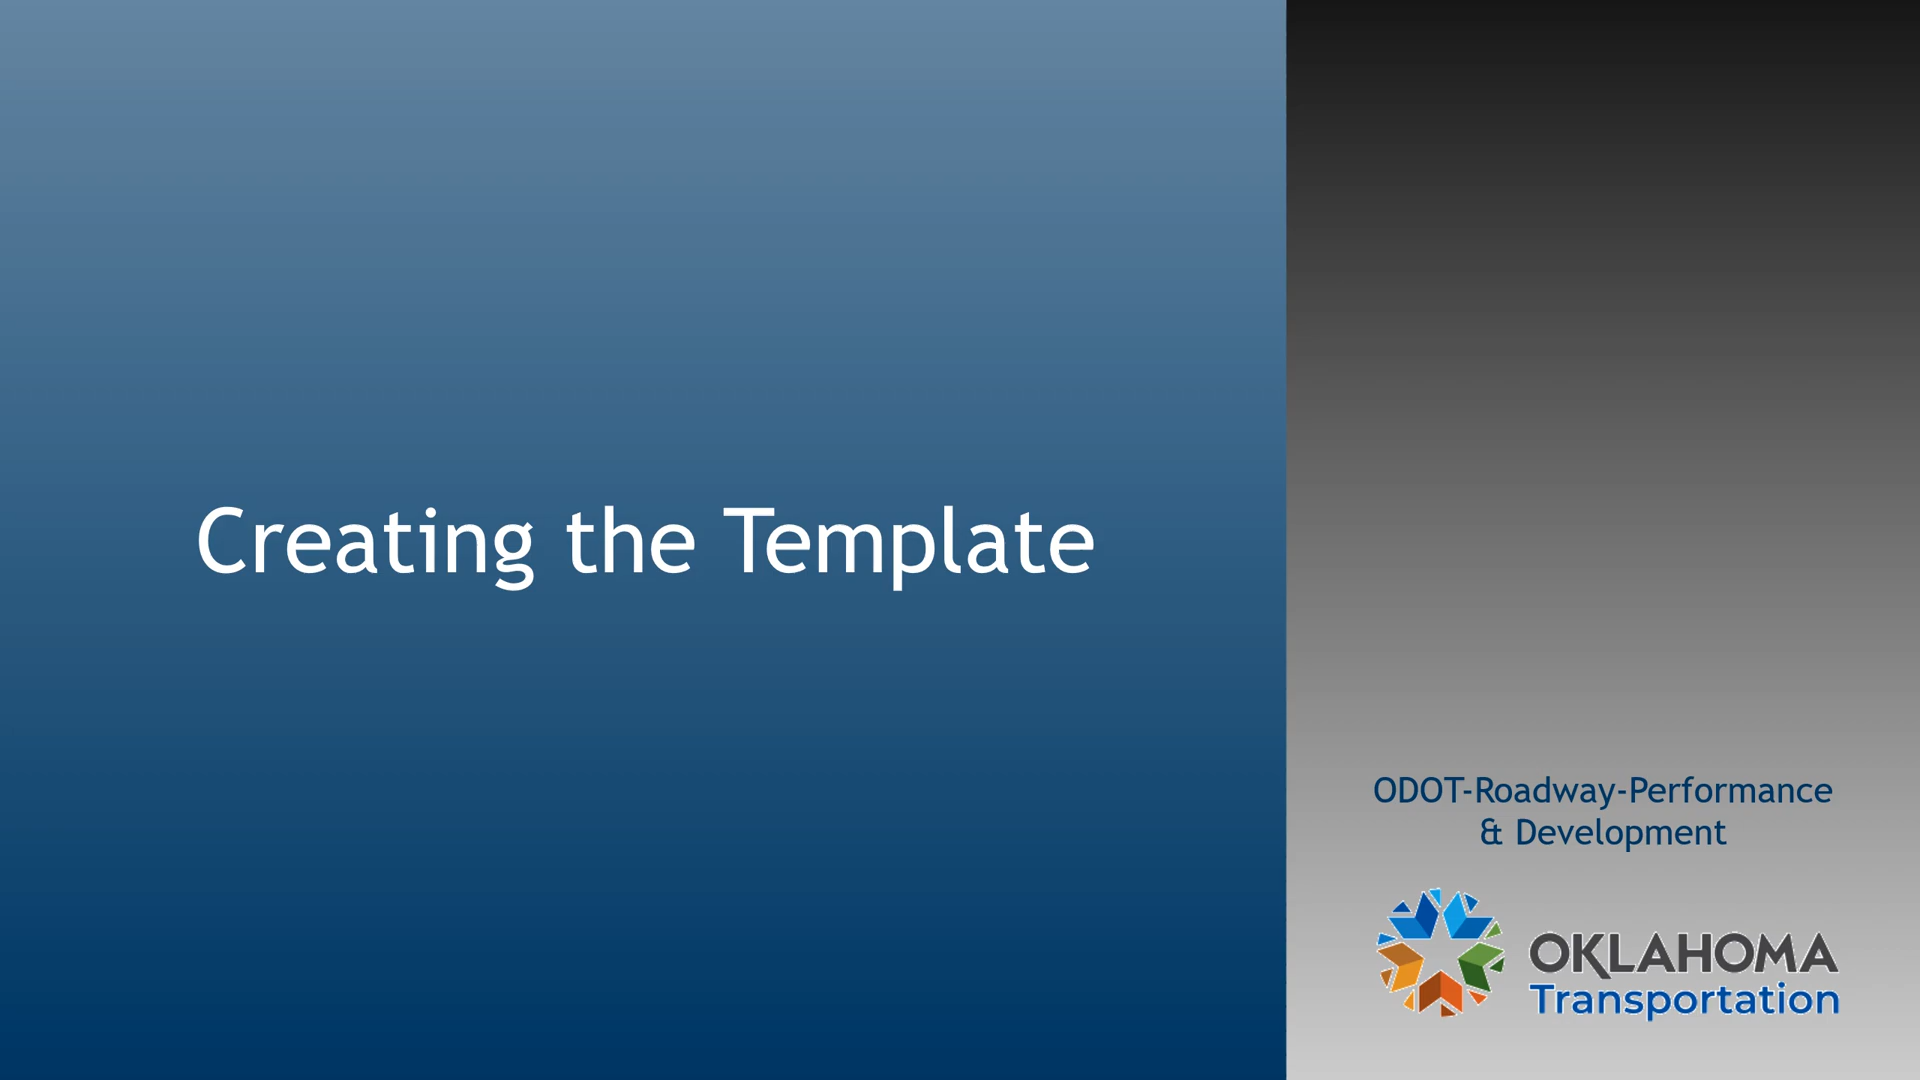 Creating the Template
ODOT-Roadway-Performance
& Development
OKLAHOMA
Transportation